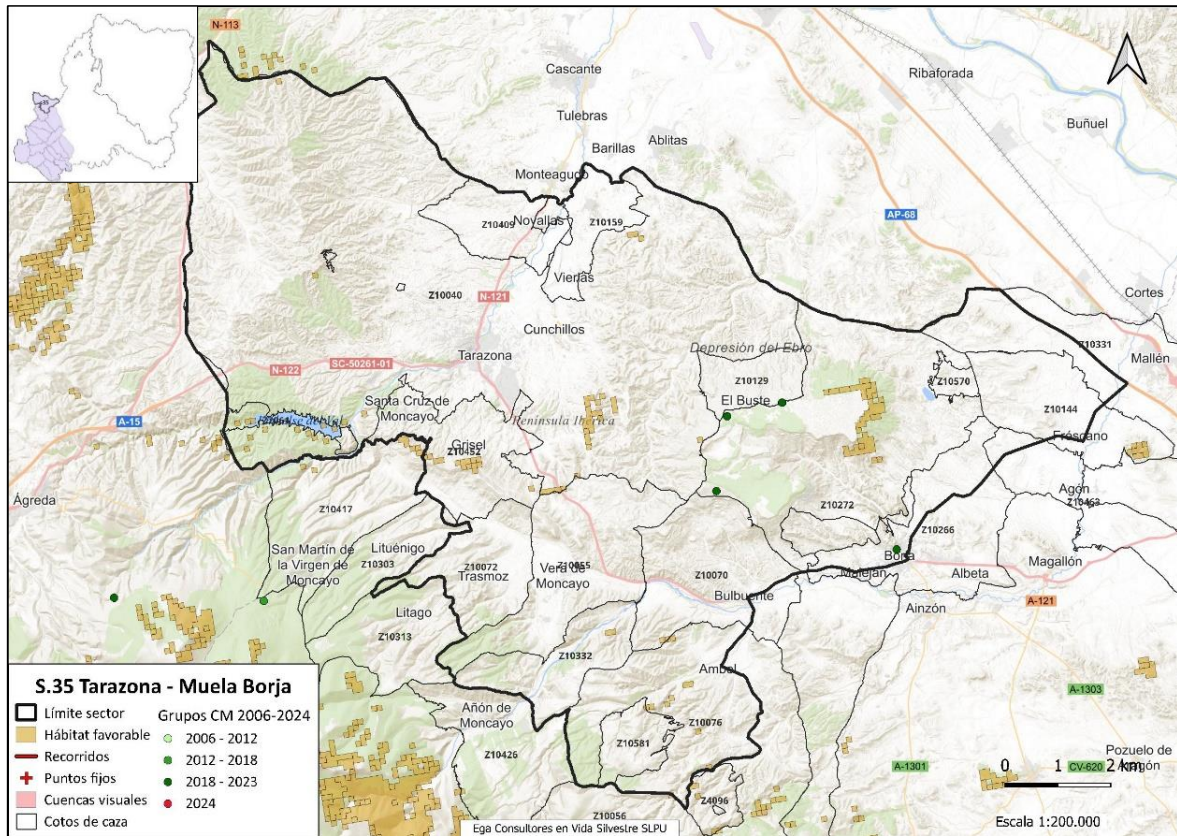 N-113
Cascante
Ribaforada
Tulebras
Buñuel
Barillas
Ablitas
Monteagudo
AP-68
Z10409
Novallas
Z10159
Vierlas
Z10040
N-121
Cortes
Cunchillos
Z10331
Mallén
Depresión del Ebro
Tarazona
SC-50261-01
N-122
Z10129
Z10570
El Buste
Z10144
A-15
Santa Cruz de
Moncayo
Península Ibérica
Grisel
Z10452
Fréscano
Ágreda
Agón
Z10463
Z10417
Z10272
Z10266
San Martín de
la Virgen de
Moncayo
Lituénigo
Z10303
Z10072
Trasmoz
Vera de
Moncayo
Z10070
Borja
Maleján
Albeta
Magallón
Bulbuente
Ainzón
A-121
Litago
Z10313
Z10332
Ambel
A-1303
Añón de
Moncayo
Z10076
Z10581
Z10426
Pozuelo de
Aragón
A-1301
CV-620
Z4096
Z10056
S.35 Tarazona - Muela Borja
Límite sector
Hábitat favorable
Recorridos
Puntos fijos
Cuencas visuales
Cotos de caza
Grupos CM 2006-2024
2006 - 2012
2012 - 2018
2018 - 2023
2024
0 1 2 km
Escala 1:200.000
Ega Consultores en Vida Silvestre SLPU